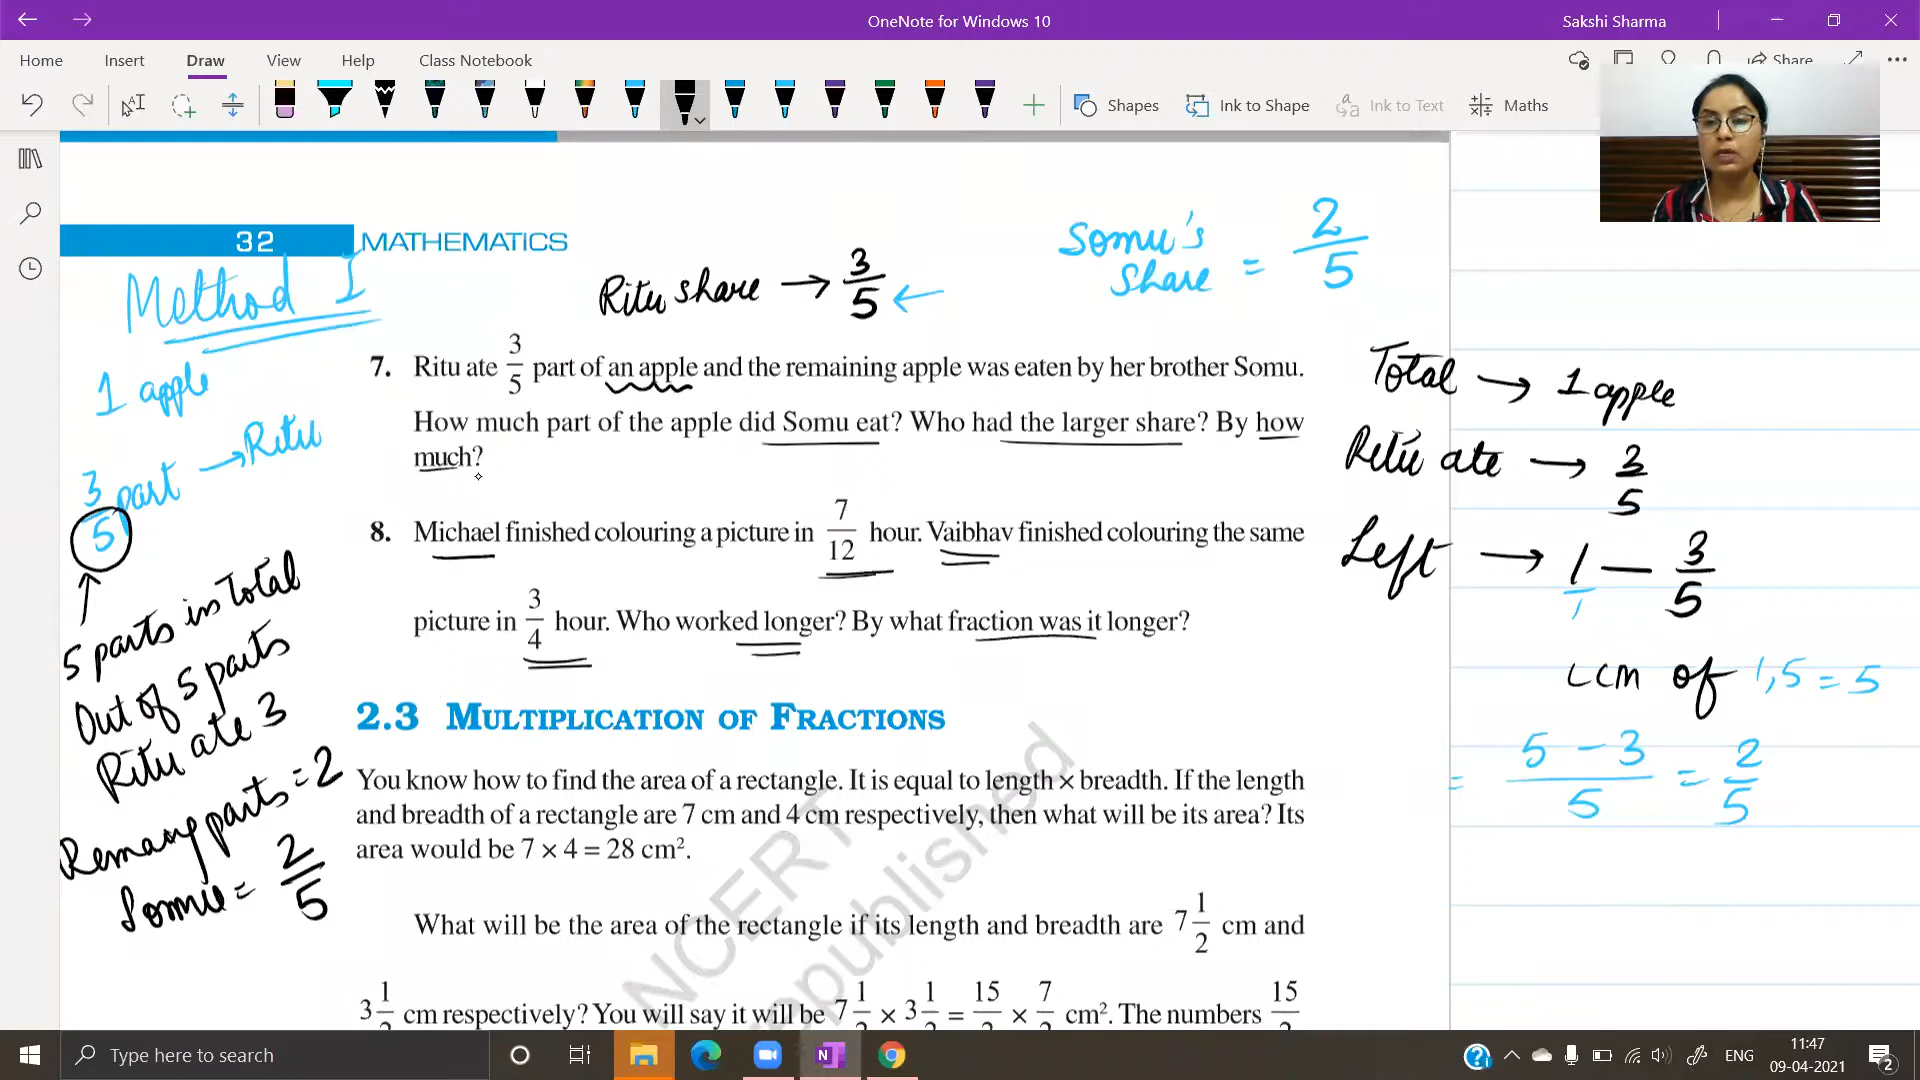 OneNote for Windows 10
Sakshi Sharma
Home Insert Draw View Help Class Notebook
Share
Shapes Ink to Shape Ink to Text Maths
32 MATHEMATICS
Method I
Ritu share → 3/5 ←
Somu's share = 2/5
1 apple
3/5 part → Ritu
5 parts in Total
Out of 5 parts
Ritu ate 3
parts = 2
= 2/5
7. Ritu ate 3/5 part of an apple and the remaining apple was eaten by her brother Somu.
How much part of the apple did Somu eat? Who had the larger share? By how
much?
8. Michael finished colouring a picture in 7/12 hour. Vaibhav finished colouring the same
picture in 3/4 hour. Who worked longer? By what fraction was it longer?
Total → 1 apple
Ritu ate → 3/5
Left → 1/1 — 3/5
LCM of 1,5 = 5
= 5 - 3/5 = 2/5
2.3 MULTIPLICATION OF FRACTIONS
You know how to find the area of a rectangle. It is equal to length × breadth. If the length
and breadth of a rectangle are 7 cm and 4 cm respectively, then what will be its area? Its
area would be 7 × 4 = 28 cm².
What will be the area of the rectangle if its length and breadth are 7 1/2 cm and
3 1/2 cm respectively? You will say it will be 7 1/2 × 3 1/2 = 15/2 × 7/2 cm². The numbers 15/2
NCERT
republished
Type here to search
ENG
11:47
09-04-2021
2